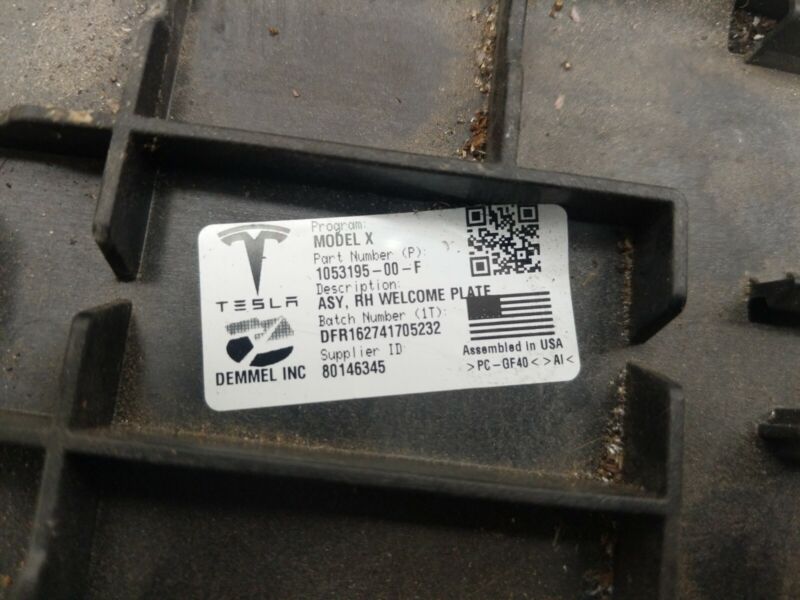 Program:
MODEL X
Part Number (P):
1053195-00-F
Description:
ASY, RH WELCOME PLATE
Batch Number (1T):
DFR162741705232
Supplier ID:
80146345
TESLA
DEMMEL INC
Assembled in USA
>PC-GF40<>Al<